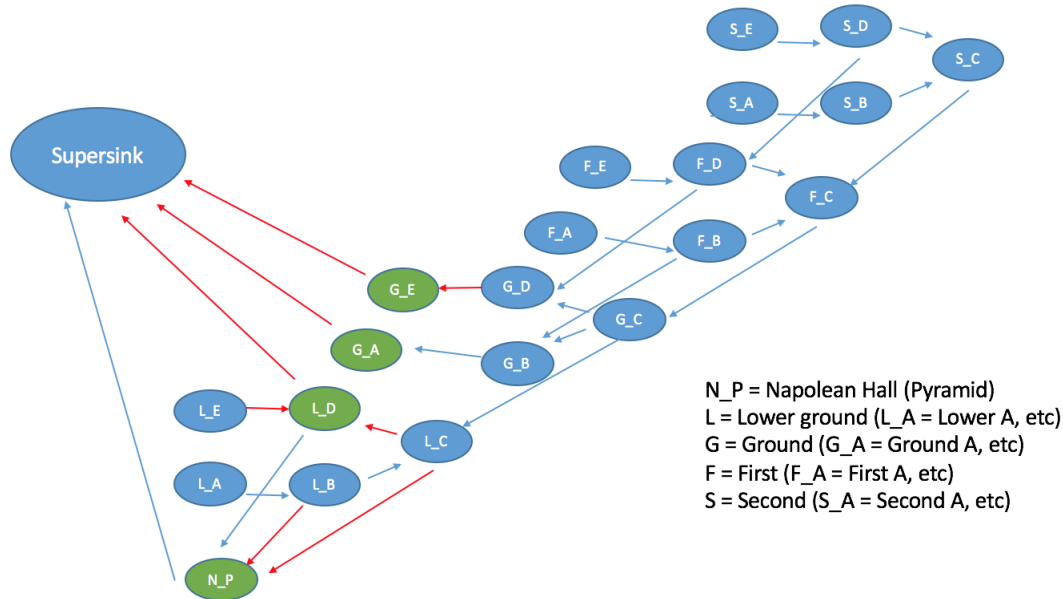 S_E
S_D
S_C
S_A
S_B
Supersink
F_E
F_D
F_C
F_A
F_B
G_E
G_D
G_C
G_A
G_B
L_E
L_D
L_C
L_A
L_B
N_P
N_P = Napolean Hall (Pyramid)
L = Lower ground (L_A = Lower A, etc)
G = Ground (G_A = Ground A, etc)
F = First (F_A = First A, etc)
S = Second (S_A = Second A, etc)